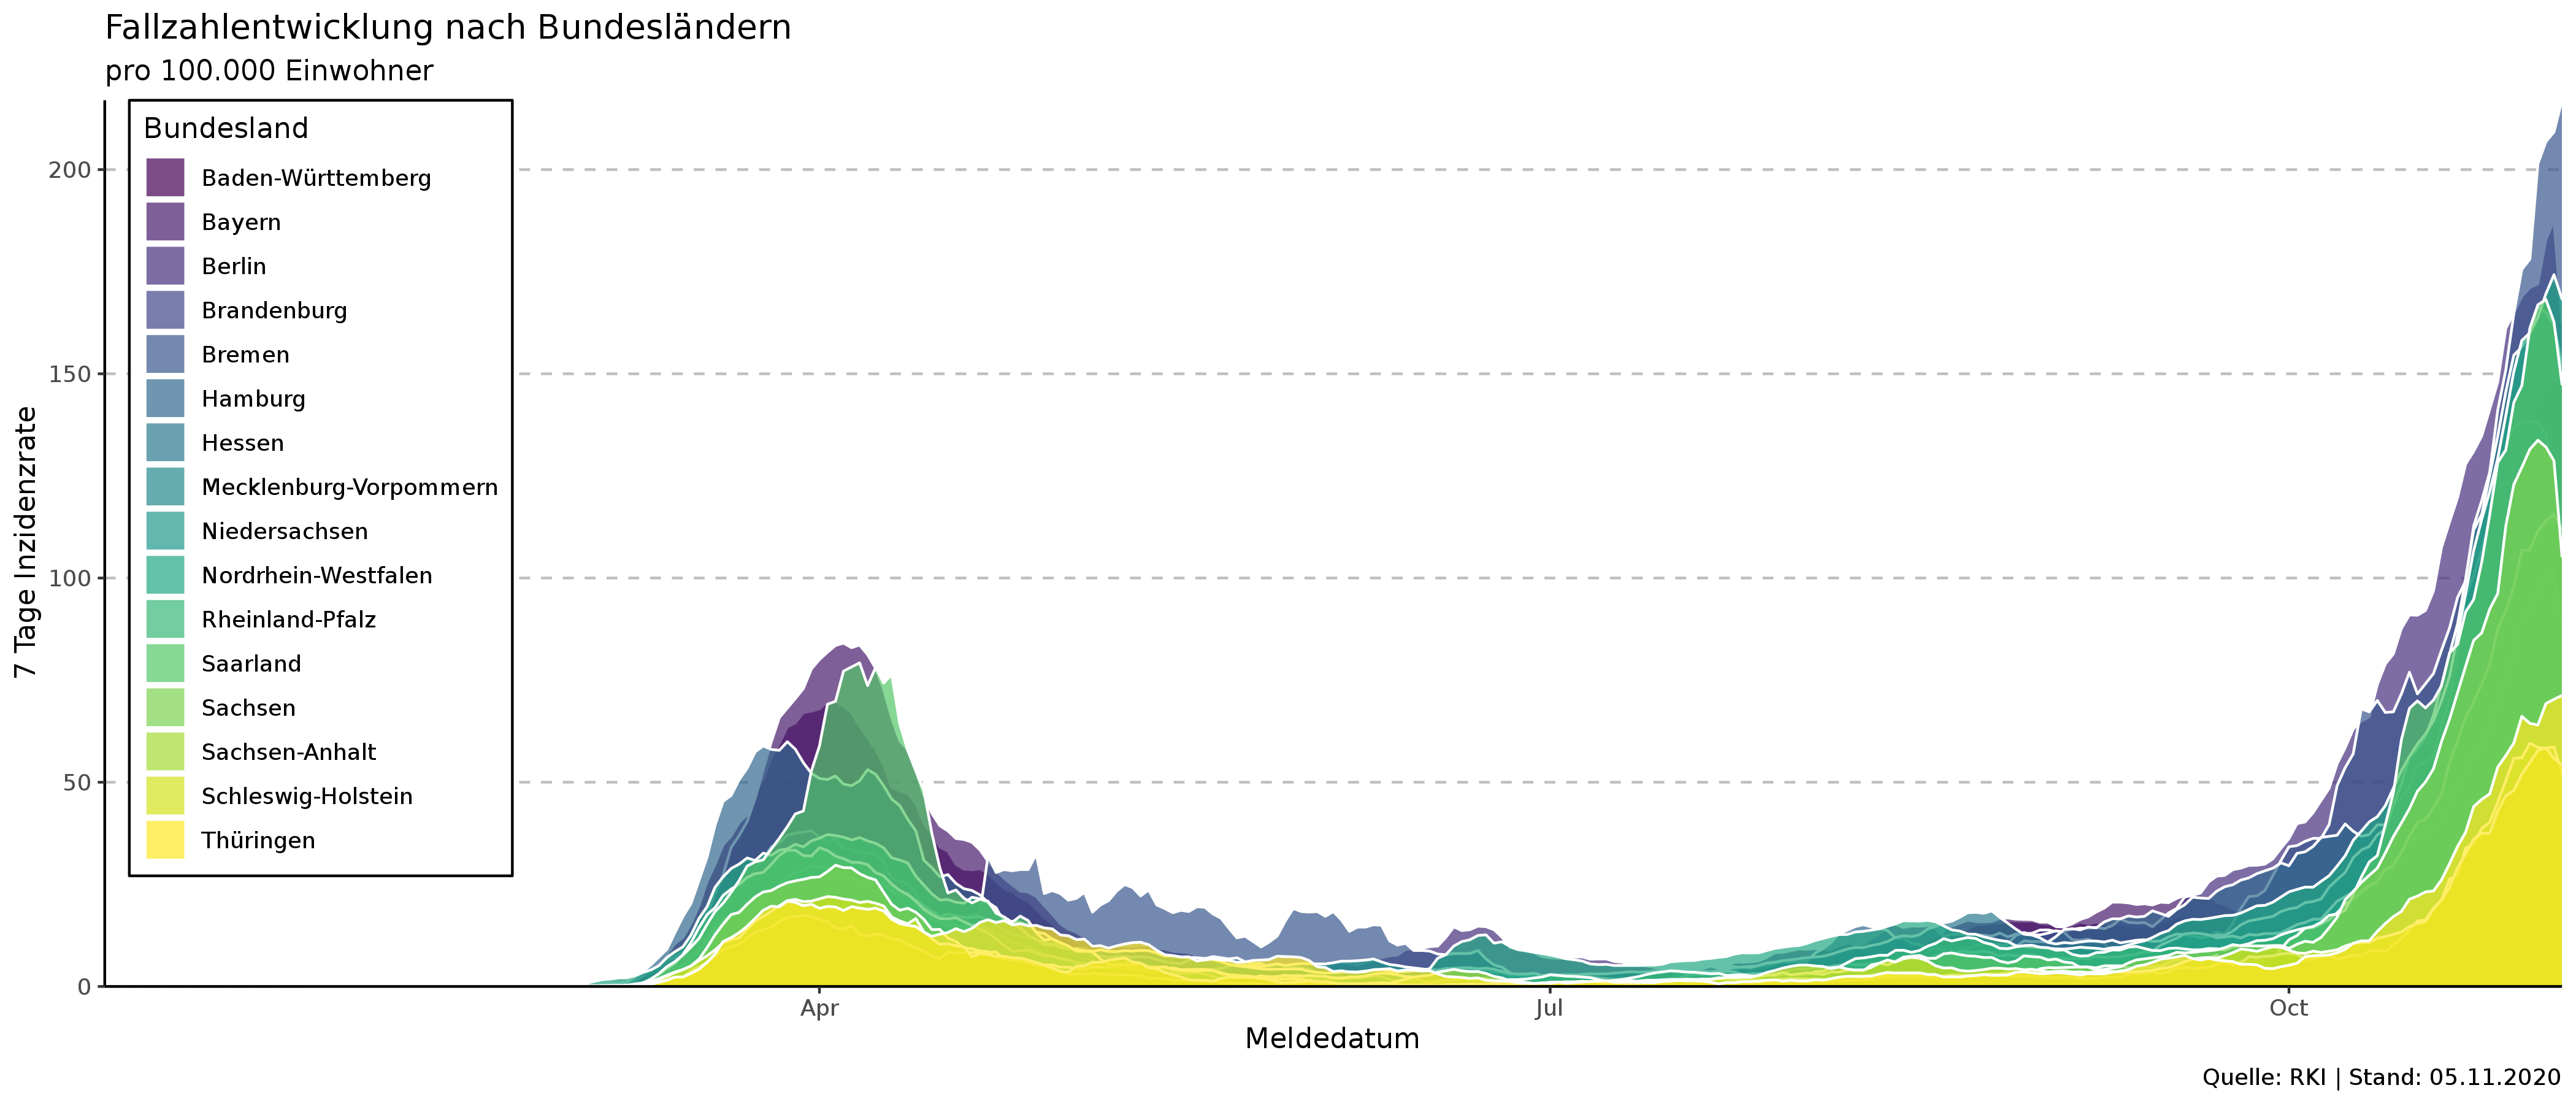 Fallzahlentwicklung nach Bundesländern
pro 100.000 Einwohner
Bundesland
Baden-Württemberg
Bayern
Berlin
Brandenburg
Bremen
Hamburg
Hessen
Mecklenburg-Vorpommern
Niedersachsen
Nordrhein-Westfalen
Rheinland-Pfalz
Saarland
Sachsen
Sachsen-Anhalt
Schleswig-Holstein
Thüringen
7 Tage Inzidenzrate
200
150
100
50
0
Apr
Jul
Oct
Meldedatum
Quelle: RKI | Stand: 05.11.2020